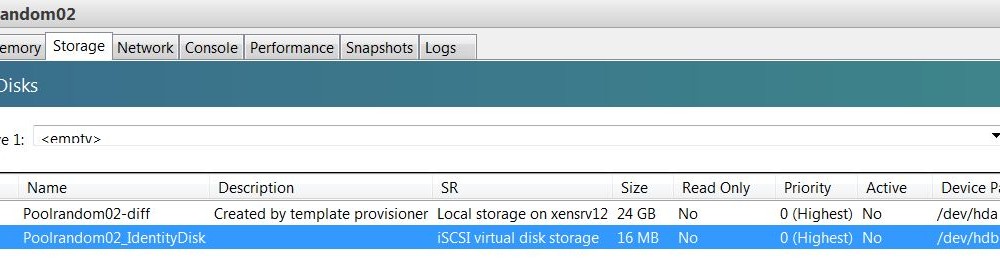 andom02
emory Storage Network Console Performance Snapshots Logs
Disks
e 1: <empty>
Name Description SR Size Read Only Priority Active Device Pa
Poolrandom02-diff Created by template provisioner Local storage on xensrv12 24 GB No 0 (Highest) No /dev/hda
Poolrandom02_IdentityDisk iSCSI virtual disk storage 16 MB No 0 (Highest) No /dev/hdb